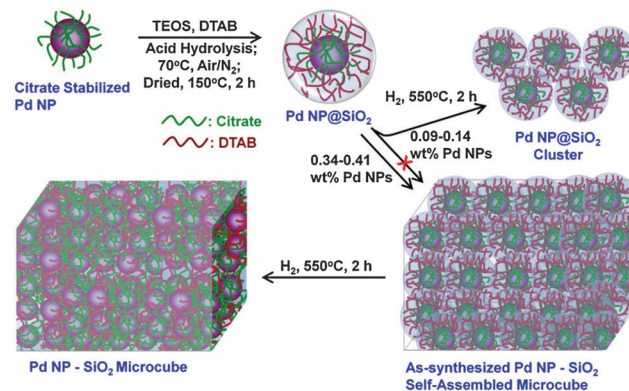 TEOS, DTAB
Acid Hydrolysis;
70°C, Air/N₂;
Dried, 150°C, 2 h
Citrate Stabilized
Pd NP
: Citrate
: DTAB
Pd NP@SiO₂
H₂, 550°C, 2 h
Pd NP@SiO₂
Cluster
0.09-0.14
wt% Pd NPs
0.34-0.41
wt% Pd NPs
H₂, 550°C, 2 h
Pd NP - SiO₂ Microcube
As-synthesized Pd NP - SiO₂
Self-Assembled Microcube